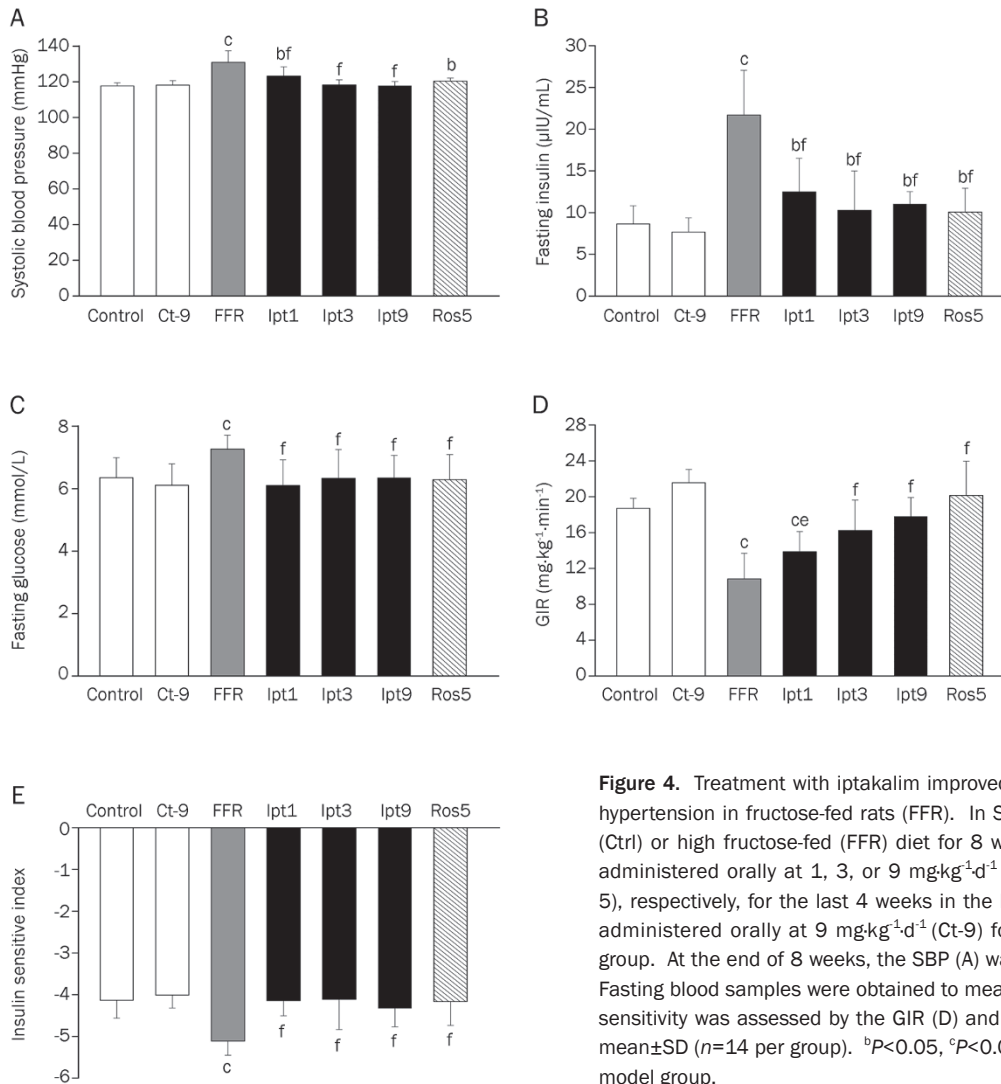 A
Systolic blood pressure (mmHg)
140
120
100
80
60
40
20
0
c
bf
f
f
b
Control Ct-9 FFR Ipt1 Ipt3 Ipt9 Ros5
B
Fasting insulin (µIU/mL)
30
25
20
15
10
5
0
c
bf
bf
bf
bf
Control Ct-9 FFR Ipt1 Ipt3 Ipt9 Ros5
C
Fasting glucose (mmol/L)
8
6
4
2
0
c
f
f
f
f
Control Ct-9 FFR Ipt1 Ipt3 Ipt9 Ros5
D
GIR (mg·kg⁻¹·min⁻¹)
28
24
20
16
12
8
4
0
c
ce
f
f
f
Control Ct-9 FFR Ipt1 Ipt3 Ipt9 Ros5
E
Control Ct-9 FFR Ipt1 Ipt3 Ipt9 Ros5
Insulin sensitive index
0
-1
-2
-3
-4
-5
-6
c
f
f
f
f
Figure 4. Treatment with iptakalim improved
hypertension in fructose-fed rats (FFR). In S
(Ctrl) or high fructose-fed (FFR) diet for 8 w
administered orally at 1, 3, or 9 mg·kg⁻¹·d⁻¹
5), respectively, for the last 4 weeks in the
administered orally at 9 mg·kg⁻¹·d⁻¹ (Ct-9) fo
group. At the end of 8 weeks, the SBP (A) wa
Fasting blood samples were obtained to mea
sensitivity was assessed by the GIR (D) and
mean±SD (n=14 per group). ᵇP<0.05, ᶜP<0.0
model group.